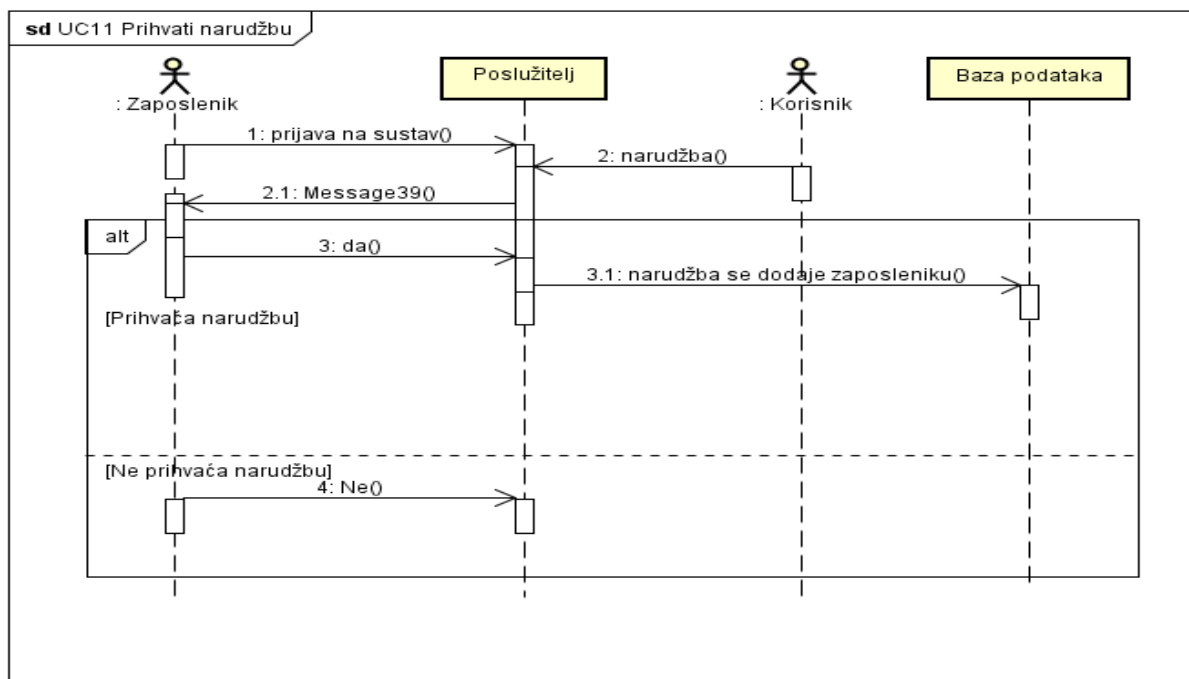 sd UC11 Prihvati narudžbu
: Zaposlenik
Poslužitelj
: Korisnik
Baza podataka
1: prijava na sustav()
2: narudžba()
2.1: Message39()
alt
3: da()
3.1: narudžba se dodaje zaposleniku()
[Prihvaća narudžbu]
[Ne prihvaća narudžbu]
4: Ne()